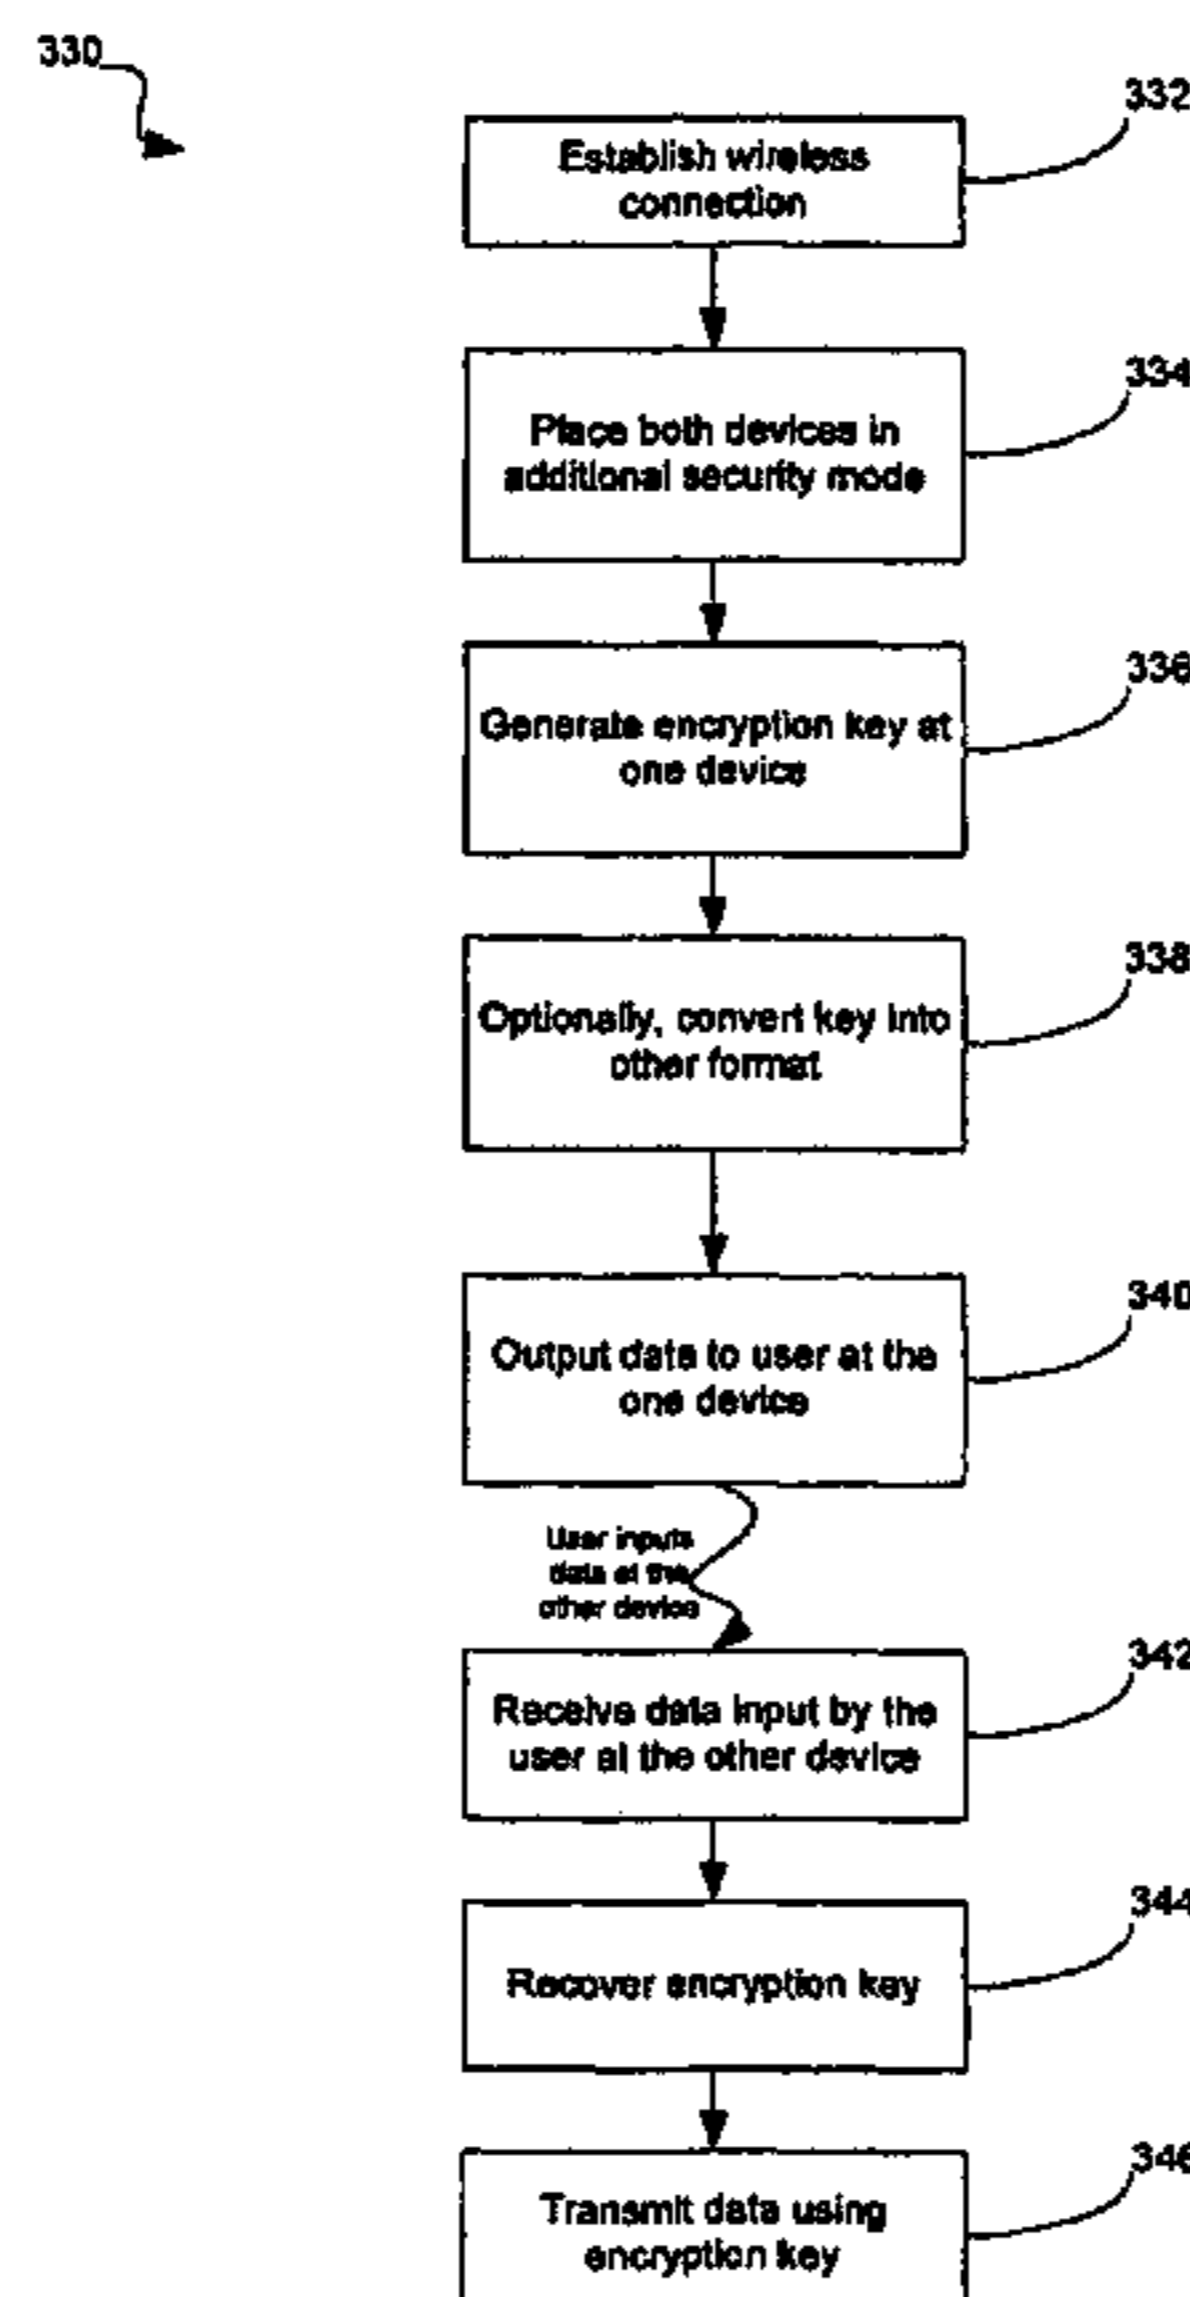 330
332
Establish wireless
connection
334
Place both devices in
additional security mode
336
Generate encryption key at
one device
338
Optionally, convert key into
other format
340
Output data to user at the
one device
User inputs
data at the
other device
342
Receive data input by the
user at the other device
344
Recover encryption key
346
Transmit data using
encryption key